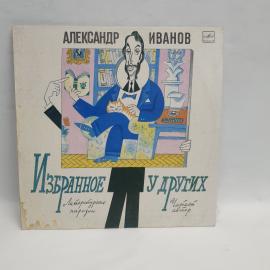 АЛЕКСАНДР ИВАНОВ
ИЗБРАННОЕ У ДРУГИХ
Литературные пародии
Читает автор